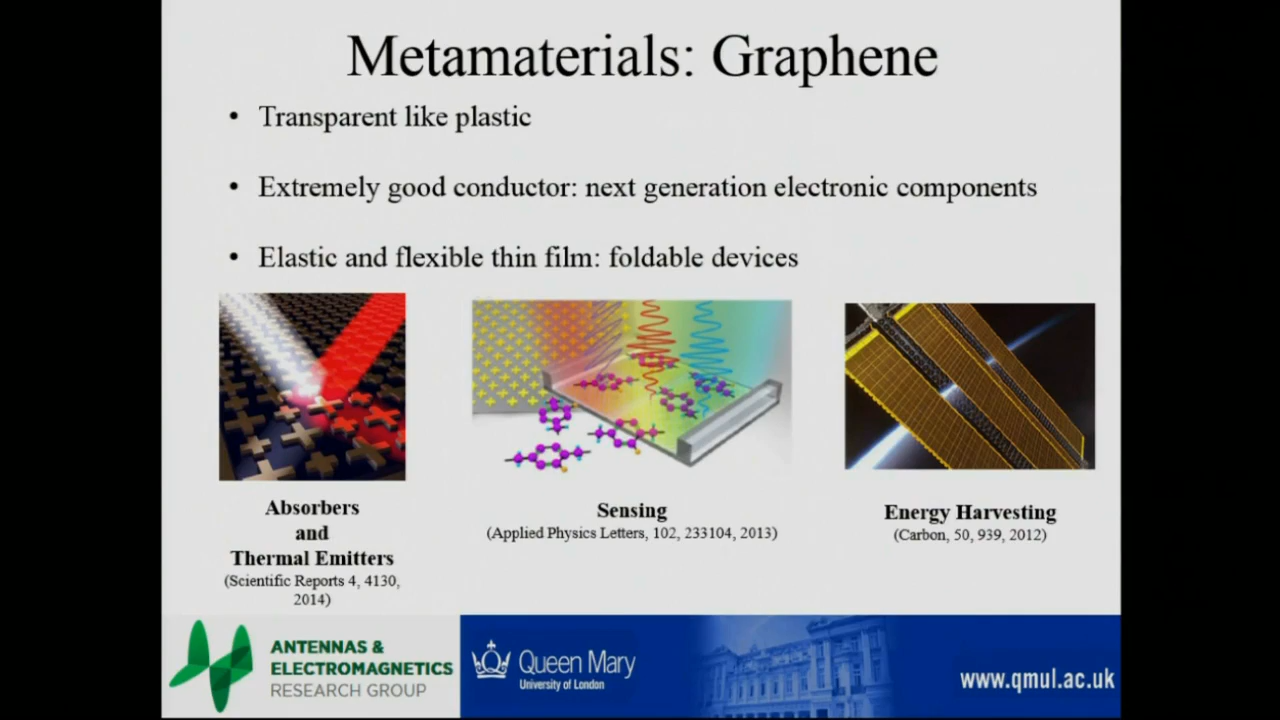 Metamaterials: Graphene
• Transparent like plastic
• Extremely good conductor: next generation electronic components
• Elastic and flexible thin film: foldable devices
Absorbers
and
Thermal Emitters
(Scientific Reports 4, 4130,
2014)
Sensing
(Applied Physics Letters, 102, 233104, 2013)
Energy Harvesting
(Carbon, 50, 939, 2012)
ANTENNAS &
ELECTROMAGNETICS
RESEARCH GROUP
Queen Mary
University of London
www.qmul.ac.uk